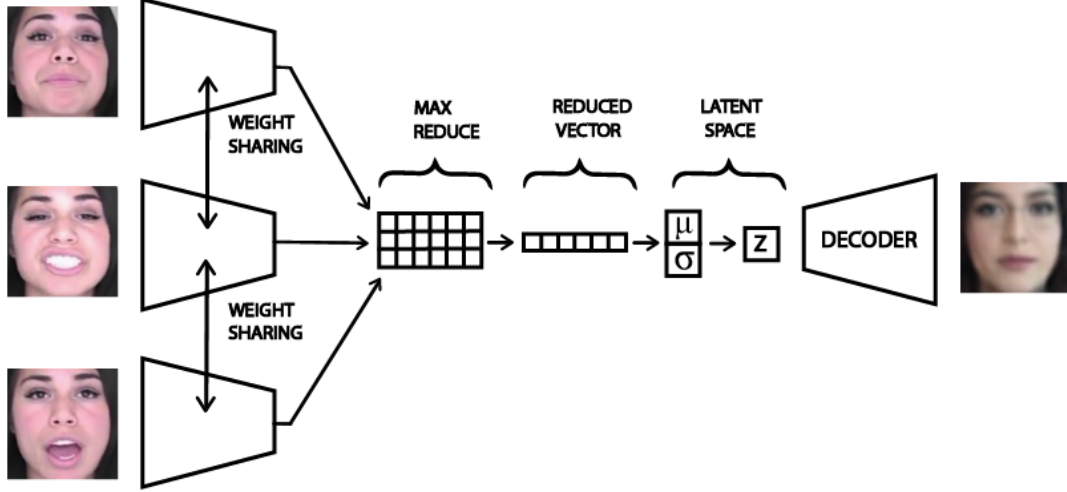 WEIGHT
SHARING
WEIGHT
SHARING
MAX
REDUCE
REDUCED
VECTOR
LATENT
SPACE
μ
σ
z
DECODER